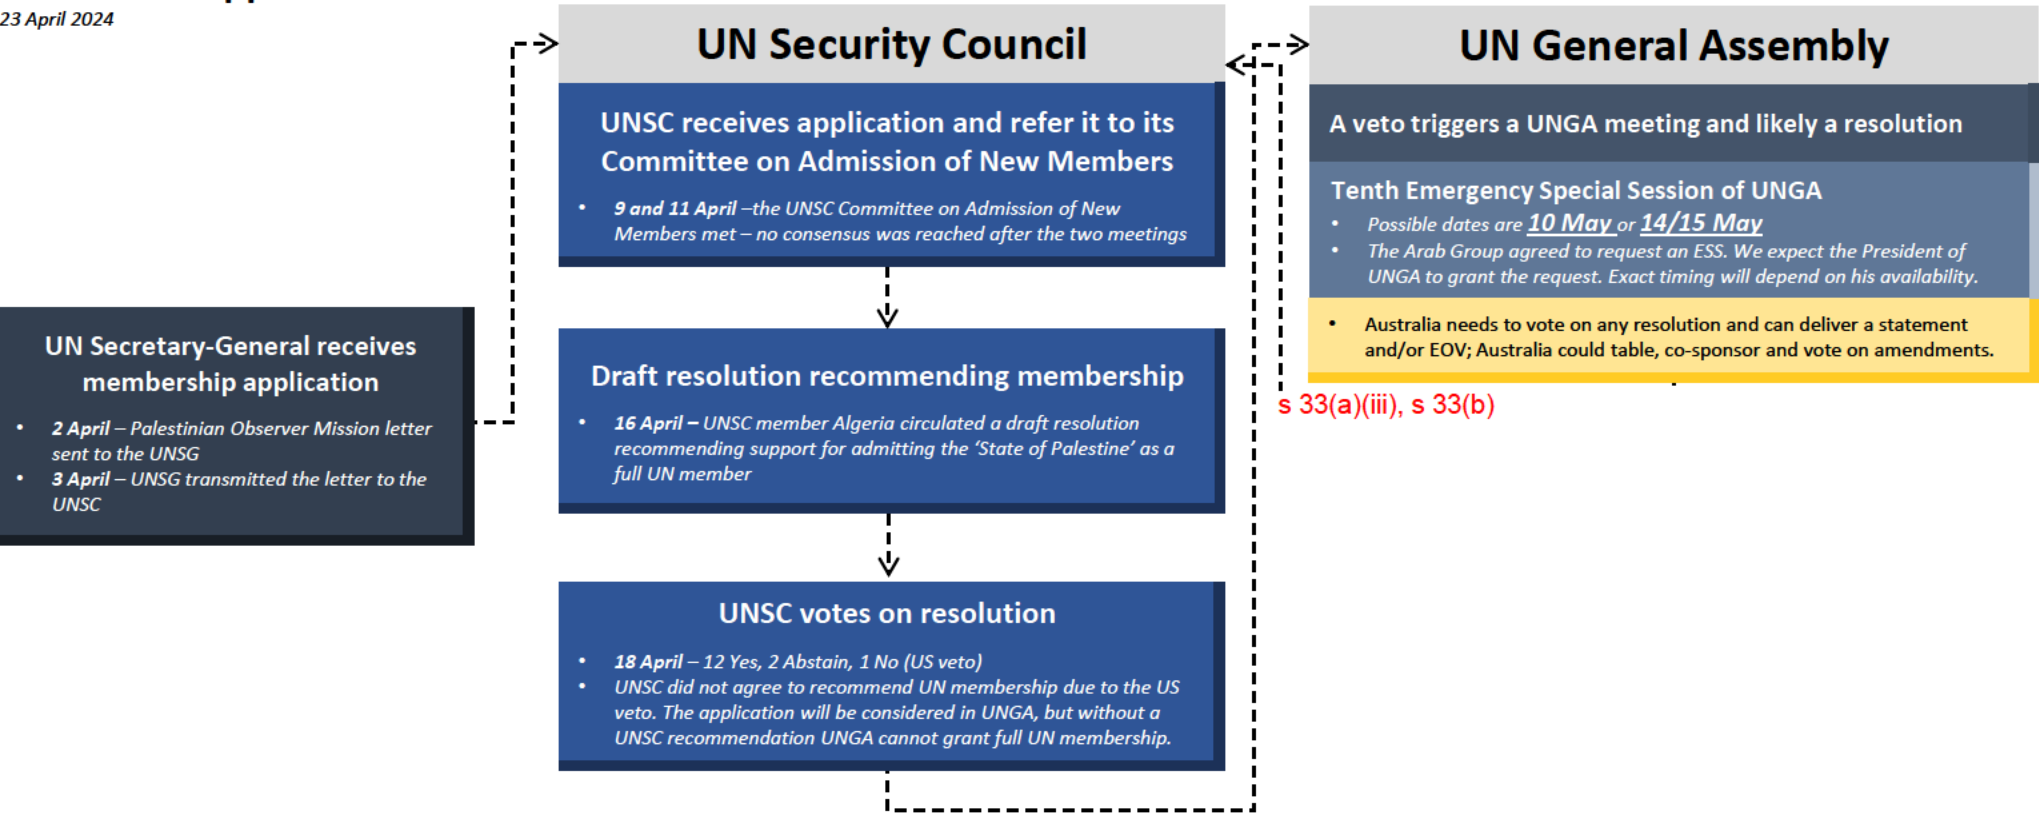 23 April 2024
UN Secretary-General receives
membership application
• 2 April – Palestinian Observer Mission letter
sent to the UNSG
• 3 April – UNSG transmitted the letter to the
UNSC
UN Security Council
UNSC receives application and refer it to its
Committee on Admission of New Members
• 9 and 11 April –the UNSC Committee on Admission of New
Members met – no consensus was reached after the two meetings
Draft resolution recommending membership
• 16 April – UNSC member Algeria circulated a draft resolution
recommending support for admitting the ‘State of Palestine’ as a
full UN member
UNSC votes on resolution
• 18 April – 12 Yes, 2 Abstain, 1 No (US veto)
• UNSC did not agree to recommend UN membership due to the US
veto. The application will be considered in UNGA, but without a
UNSC recommendation UNGA cannot grant full UN membership.
UN General Assembly
A veto triggers a UNGA meeting and likely a resolution
Tenth Emergency Special Session of UNGA
• Possible dates are 10 May or 14/15 May
• The Arab Group agreed to request an ESS. We expect the President of
UNGA to grant the request. Exact timing will depend on his availability.
• Australia needs to vote on any resolution and can deliver a statement
and/or EOV; Australia could table, co-sponsor and vote on amendments.
s 33(a)(iii), s 33(b)